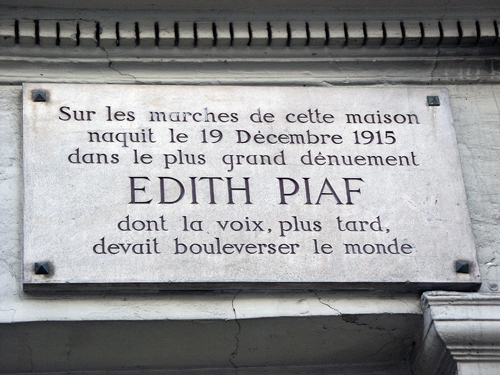 Sur les marches de cette maison
naquit le 19 Décembre 1915
dans le plus grand dénuement
EDITH PIAF
dont la voix, plus tard,
devait bouleverser le monde